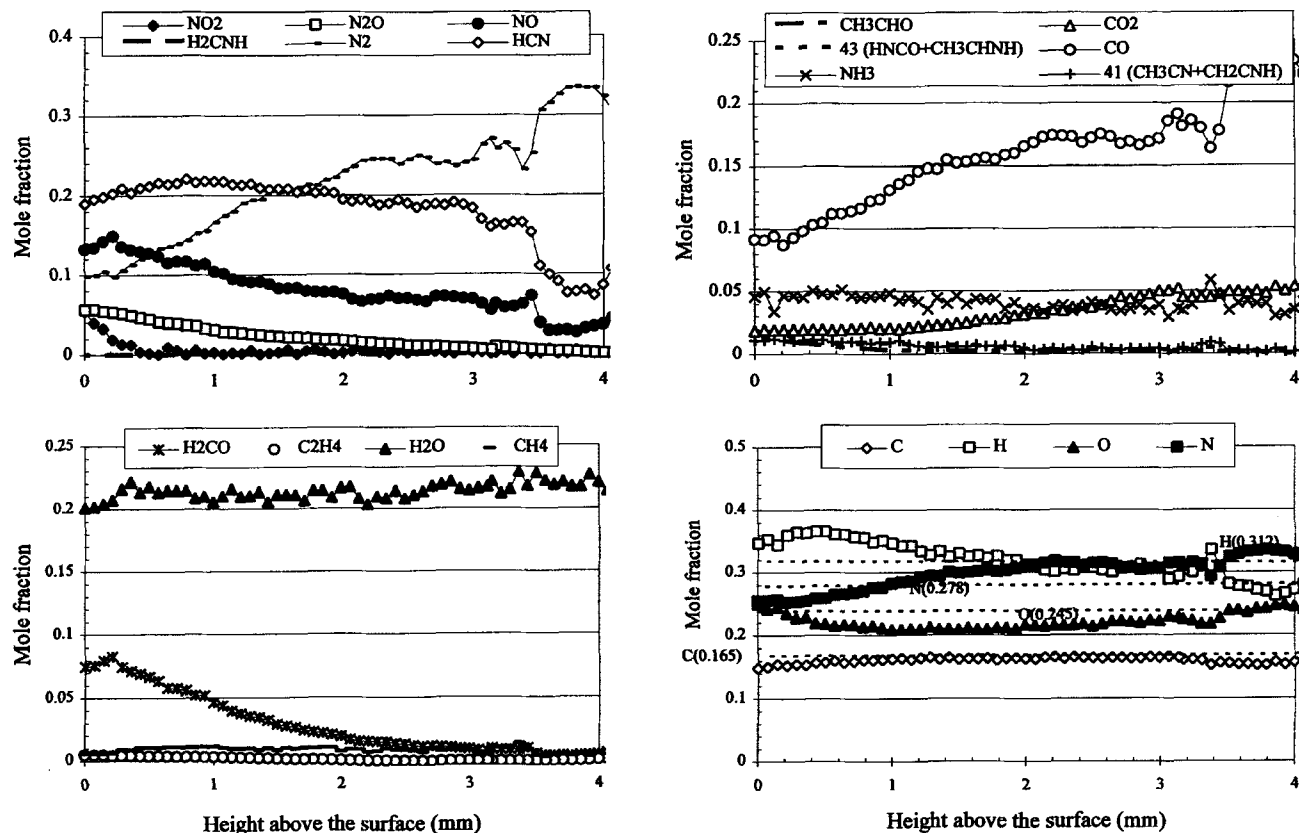 NO2 N2O NO
H2CNH N2 HCN
0.4
0.3
0.2
0.1
0
Mole fraction
0 1 2 3 4
CH3CHO CO2
43 (HNCO+CH3CHNH) CO
NH3 41 (CH3CN+CH2CNH)
0.25
0.2
0.15
0.1
0.05
0
Mole fraction
0 1 2 3 4
H2CO C2H4 H2O CH4
0.25
0.2
0.15
0.1
0.05
0
Mole fraction
0 1 2 3 4
Height above the surface (mm)
C H O N
0.5
0.4
0.3
0.2
0.1
0
Mole fraction
H(0.312)
N(0.278)
O(0.245)
C(0.165)
0 1 2 3 4
Height above the surface (mm)